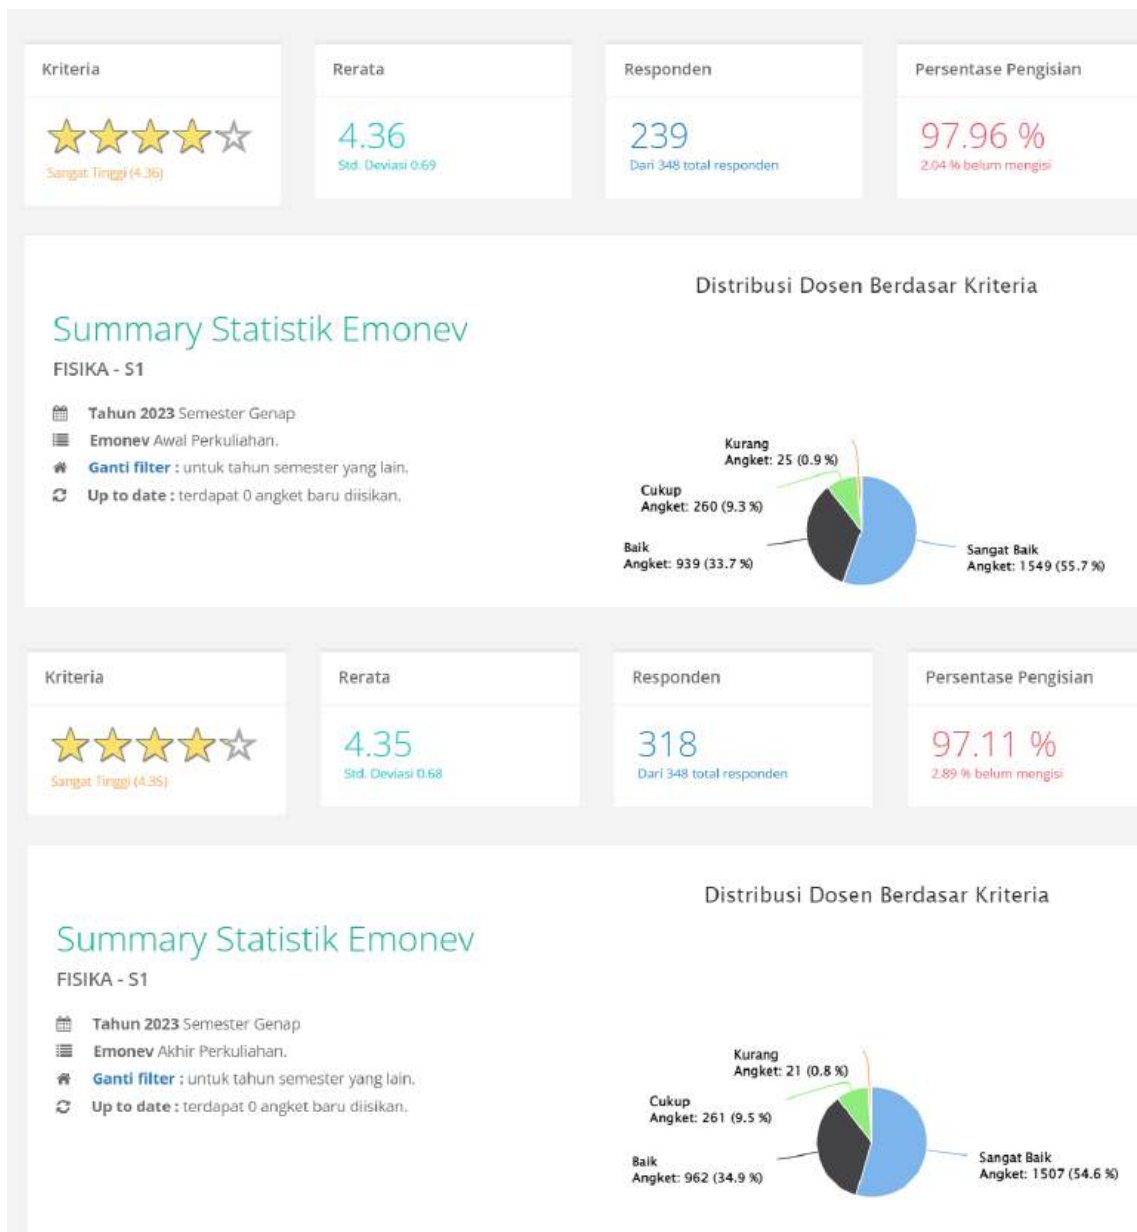 Kriteria
Rerata
Responden
Persentase Pengisian
Sangat Tinggi (4.36)
4.36
Std. Deviasi 0.69
239
Dari 348 total responden
97.96 %
2.04 % belum mengisi
Distribusi Dosen Berdasar Kriteria
Summary Statistik Emonev
FISIKA - S1
Tahun 2023 Semester Genap
Emonev Awal Perkuliahan.
Ganti filter : untuk tahun semester yang lain.
Up to date : terdapat 0 angket baru diisikan.
Kurang
Angket: 25 (0.9 %)
Cukup
Angket: 260 (9.3 %)
Baik
Angket: 939 (33.7 %)
Sangat Baik
Angket: 1549 (55.7 %)
Kriteria
Rerata
Responden
Persentase Pengisian
Sangat Tinggi (4.35)
4.35
Std. Deviasi 0.68
318
Dari 348 total responden
97.11 %
2.89 % belum mengisi
Distribusi Dosen Berdasar Kriteria
Summary Statistik Emonev
FISIKA - S1
Tahun 2023 Semester Genap
Emonev Akhir Perkuliahan.
Ganti filter : untuk tahun semester yang lain.
Up to date : terdapat 0 angket baru diisikan.
Kurang
Angket: 21 (0.8 %)
Cukup
Angket: 261 (9.5 %)
Baik
Angket: 962 (34.9 %)
Sangat Baik
Angket: 1507 (54.6 %)